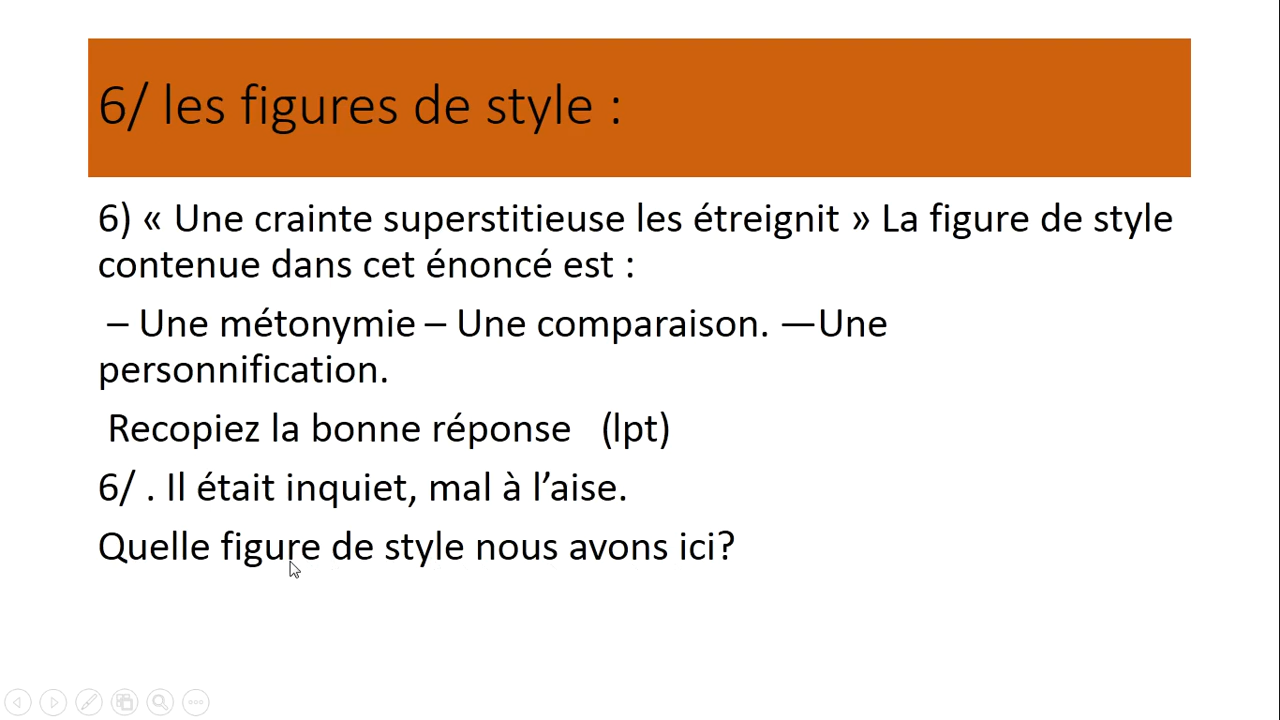 6/ les figures de style :
6) « Une crainte superstitieuse les étreignit » La figure de style
contenue dans cet énoncé est :
– Une métonymie – Une comparaison. —Une
personnification.
Recopiez la bonne réponse (lpt)
6/ . Il était inquiet, mal à l’aise.
Quelle figure de style nous avons ici?